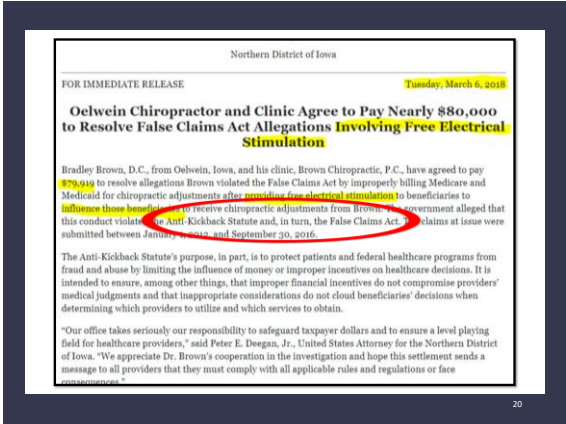 Northern District of Iowa
FOR IMMEDIATE RELEASE Tuesday, March 6, 2018
Oelwein Chiropractor and Clinic Agree to Pay Nearly $80,000
to Resolve False Claims Act Allegations Involving Free Electrical
Stimulation
Bradley Brown, D.C., from Oelwein, Iowa, and his clinic, Brown Chiropractic, P.C., have agreed to pay
$79,919 to resolve allegations Brown violated the False Claims Act by improperly billing Medicare and
Medicaid for chiropractic adjustments after providing free electrical stimulation to beneficiaries to
influence those beneficiaries to receive chiropractic adjustments from Brown. The government alleged that
this conduct violated the Anti-Kickback Statute and, in turn, the False Claims Act. The claims at issue were
submitted between January 1, 2012, and September 30, 2016.
The Anti-Kickback Statute's purpose, in part, is to protect patients and federal healthcare programs from
fraud and abuse by limiting the influence of money or improper incentives on healthcare decisions. It is
intended to ensure, among other things, that improper financial incentives do not compromise providers'
medical judgments and that inappropriate considerations do not cloud beneficiaries' decisions when
determining which providers to utilize and which services to obtain.
“Our office takes seriously our responsibility to safeguard taxpayer dollars and to ensure a level playing
field for healthcare providers,” said Peter E. Deegan, Jr., United States Attorney for the Northern District
of Iowa. “We appreciate Dr. Brown's cooperation in the investigation and hope this settlement sends a
message to all providers that they must comply with all applicable rules and regulations or face
consequences.”
20